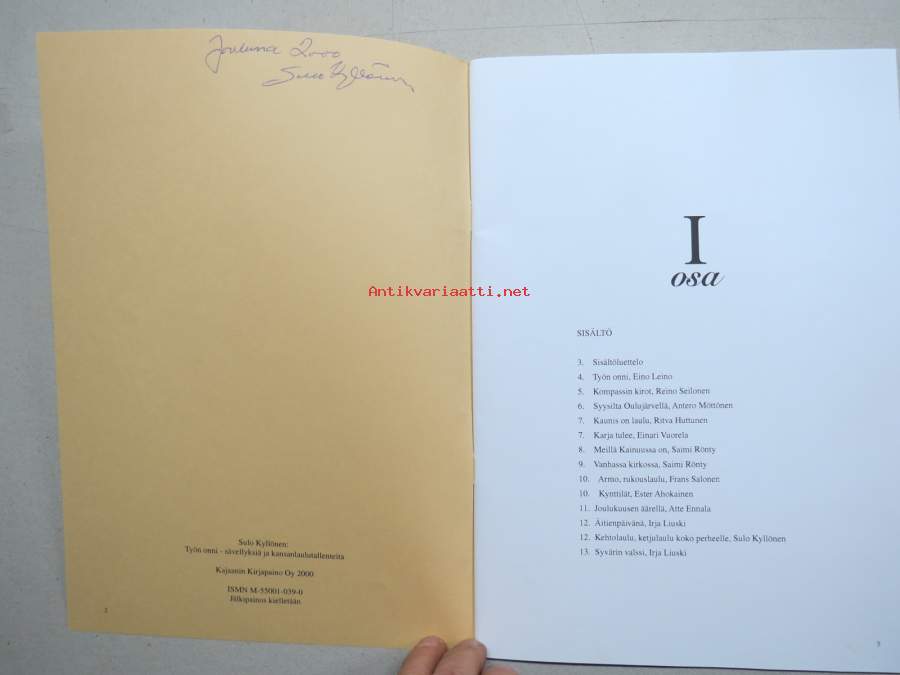 Jouluna 2000
Sulo Kyllönen
Sulo Kyllönen:
Työn onni - sävellyksiä ja kansanlaulutallenteita
Kajaanin Kirjapaino Oy 2000
ISMN M-55001-039-0
Jälkipainos kielletään
2
Antikvariaatti.net
I
osa
SISÄLTÖ
3. Sisältöluettelo
4. Työn onni, Eino Leino
5. Kompassin kirot, Reino Seilonen
6. Syysilta Oulujärvellä, Antero Möttönen
7. Kaunis on laulu, Ritva Huttunen
7. Karja tulee, Einari Vuorela
8. Meillä Kainuussa on, Saimi Rönty
9. Vanhassa kirkossa, Saimi Rönty
10. Armo, rukouslaulu, Frans Salonen
10. Kynttilät, Ester Ahokainen
11. Joulukuusen äärellä, Atte Ennala
12. Äitienpäivänä, Irja Liuski
12. Kehtolaulu, ketjulaulu koko perheelle, Sulo Kyllönen
13. Syvärin valssi, Irja Liuski
3